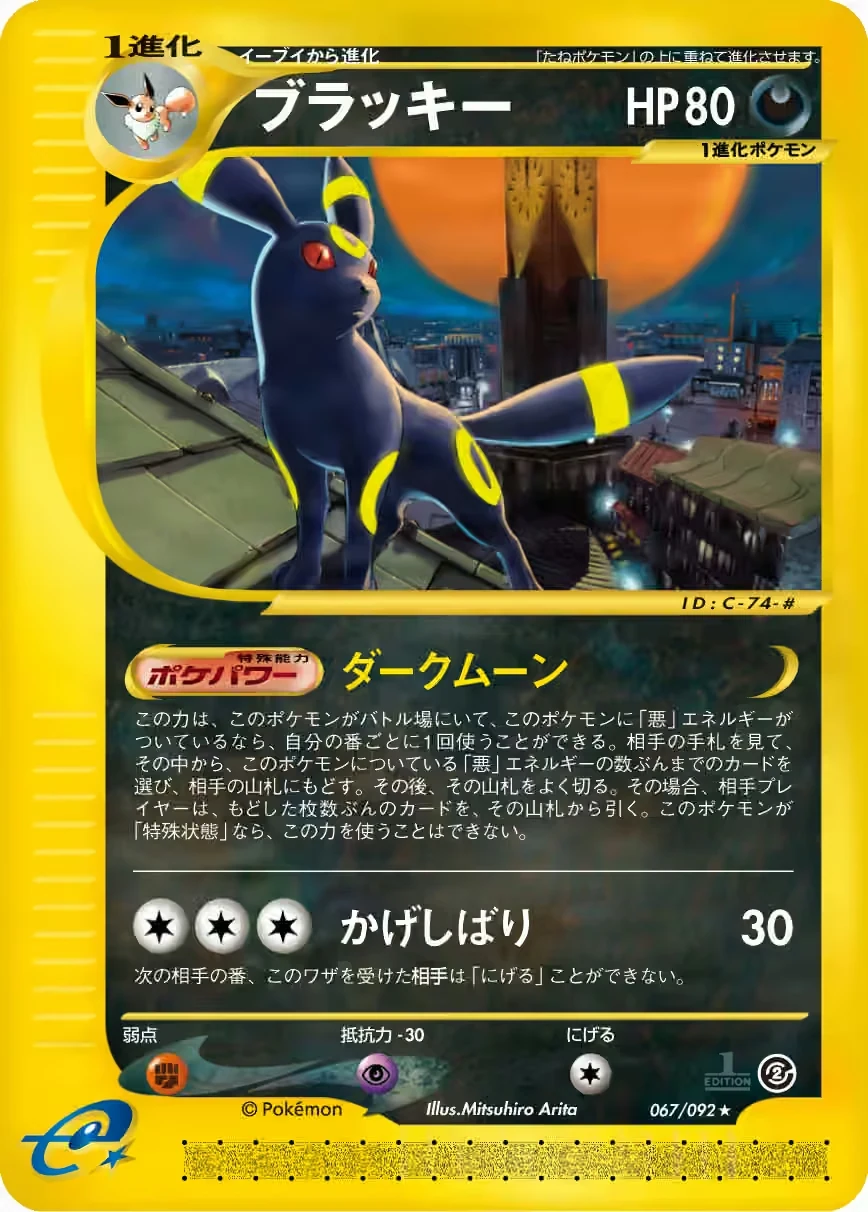 1進化
イーブイから進化
「たねポケモン」の上に重ねて進化させます。
ブラッキー
HP80
1進化ポケモン
ID:C-74-#
特殊能力
ポケパワー
ダークムーン
この力は、このポケモンがバトル場にいて、このポケモンに「悪」エネルギーが
ついているなら、自分の番ごとに1回使うことができる。相手の手札を見て、
その中から、このポケモンについている「悪」エネルギーの数ぶんまでのカードを
選び、相手の山札にもどす。その後、その山札をよく切る。その場合、相手プレ
イヤーは、もどした枚数ぶんのカードを、その山札から引く。このポケモンが
「特殊状態」なら、この力を使うことはできない。
かげしばり
30
次の相手の番、このワザを受けた相手は「にげる」ことができない。
弱点
抵抗力-30
にげる
1
EDITION
2
© Pokémon
Illus.Mitsuhiro Arita
067/092★
e